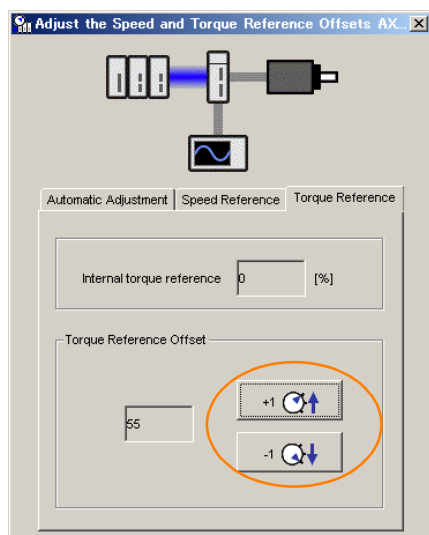 Adjust the Speed and Torque Reference Offsets AX...
Automatic Adjustment Speed Reference Torque Reference
Internal torque reference 0 [%]
Torque Reference Offset
+1
55
-1